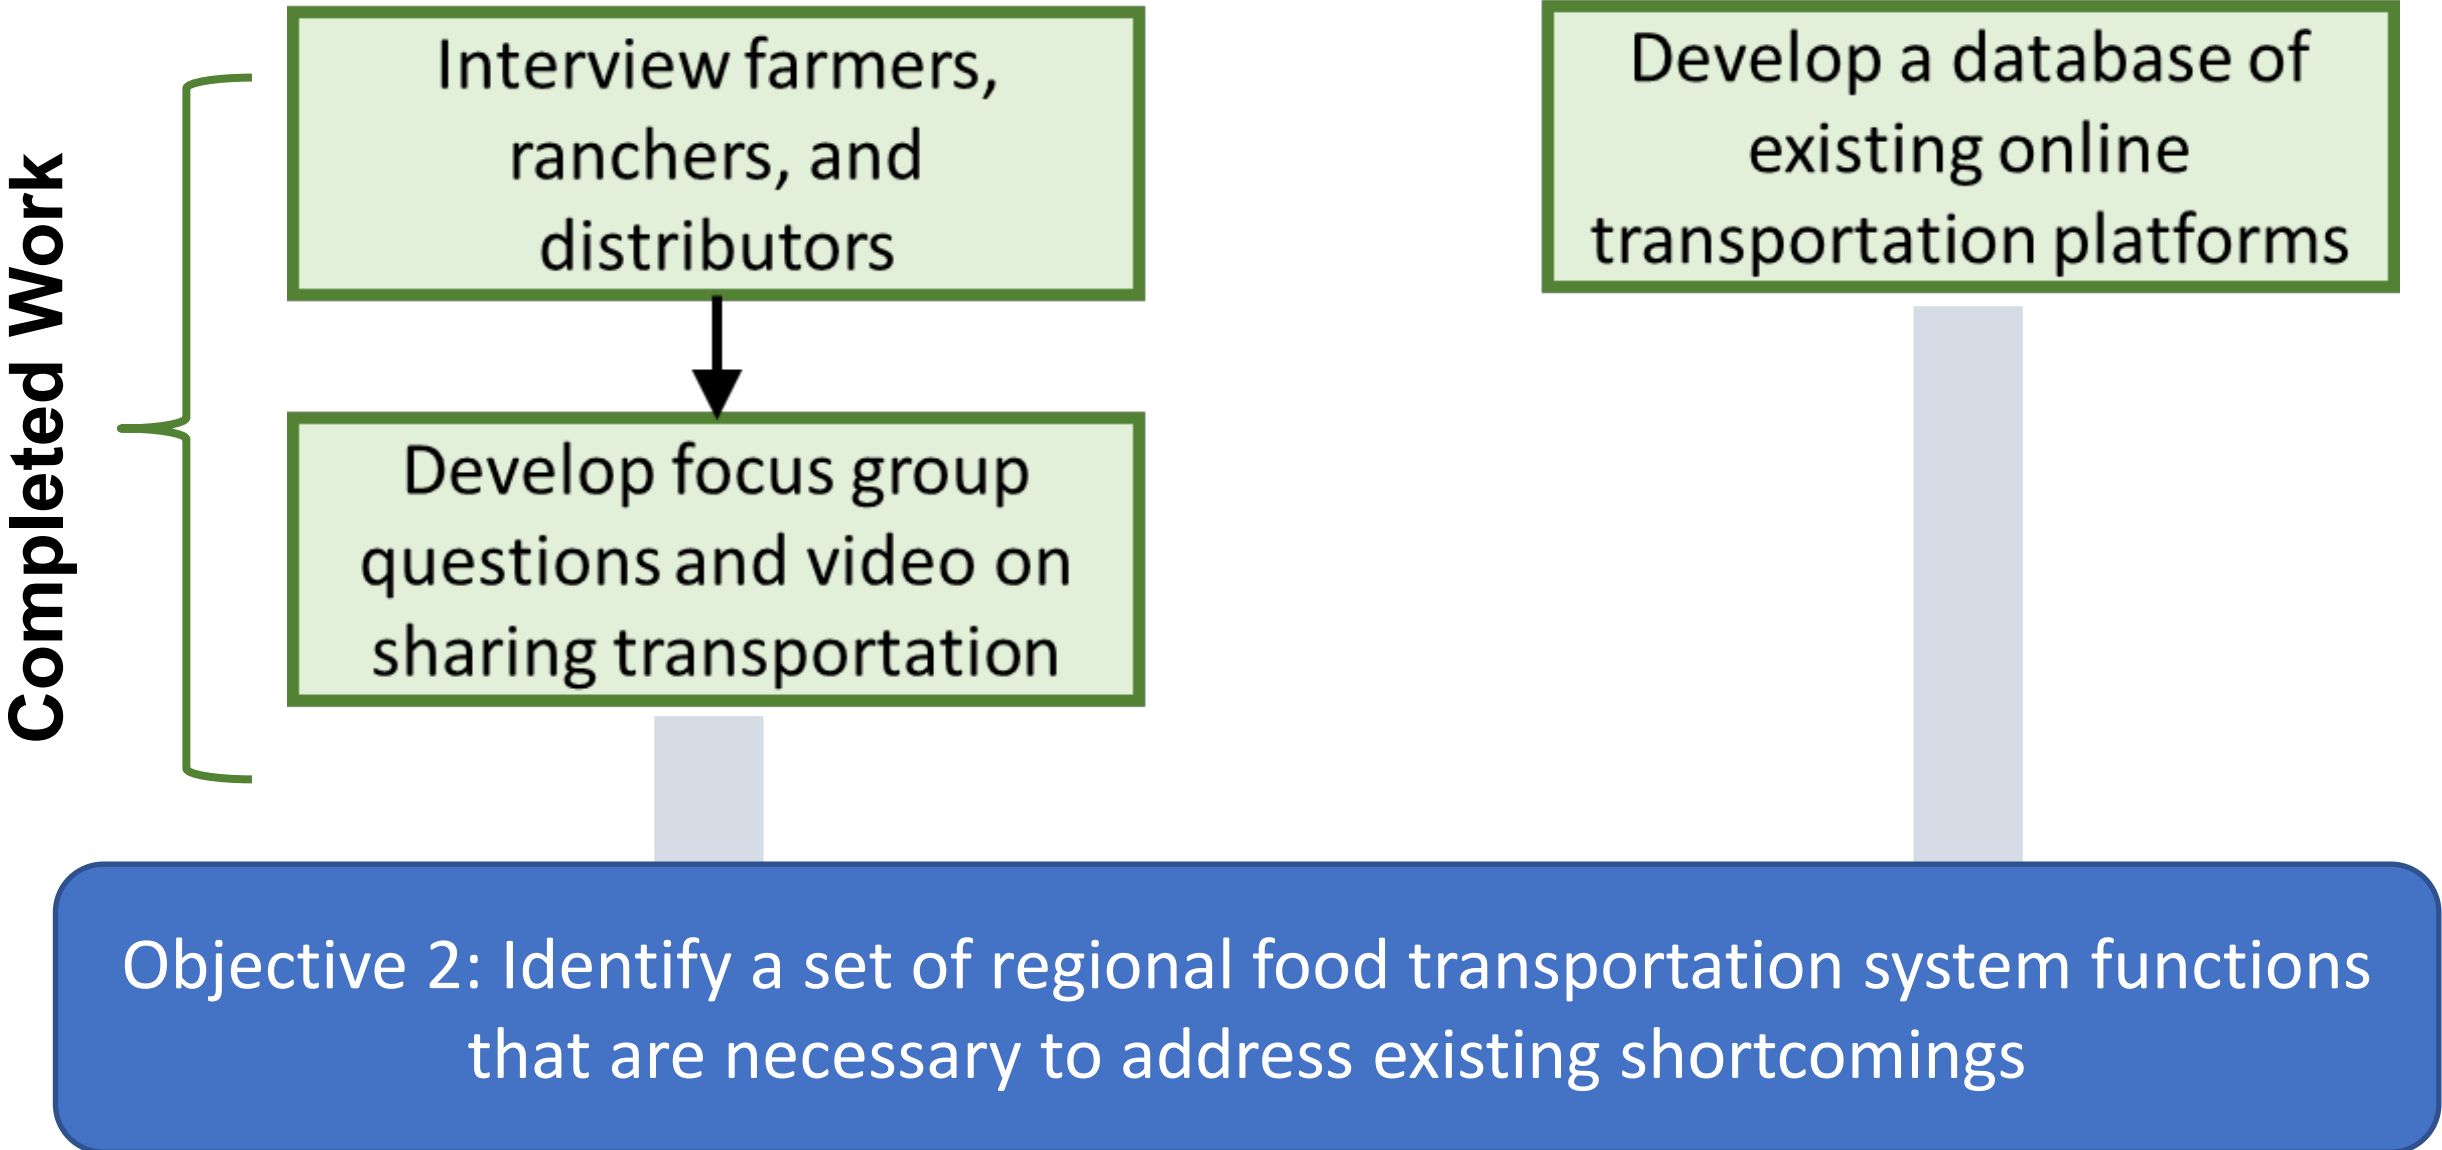 Completed Work
Interview farmers,
ranchers, and
distributors
Develop focus group
questions and video on
sharing transportation
Develop a database of
existing online
transportation platforms
Objective 2: Identify a set of regional food transportation system functions
that are necessary to address existing shortcomings